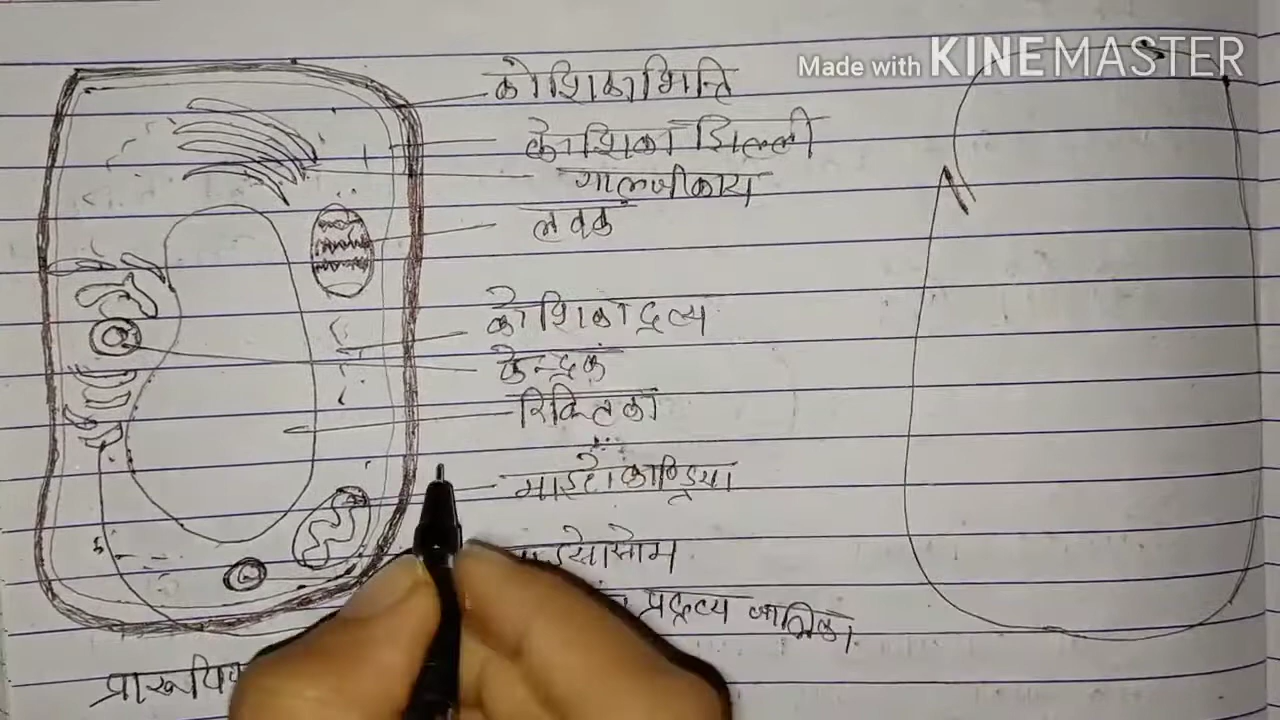 Made with KINEMASTER
कोशिका भित्ति
कोशिका झिल्ली
गाल्जीकाय
लवक
कोशिका द्रव्य
केन्द्रक
रिक्तिका
माइटोकाण्ड्रिया
प्रद्रव्य जालिका